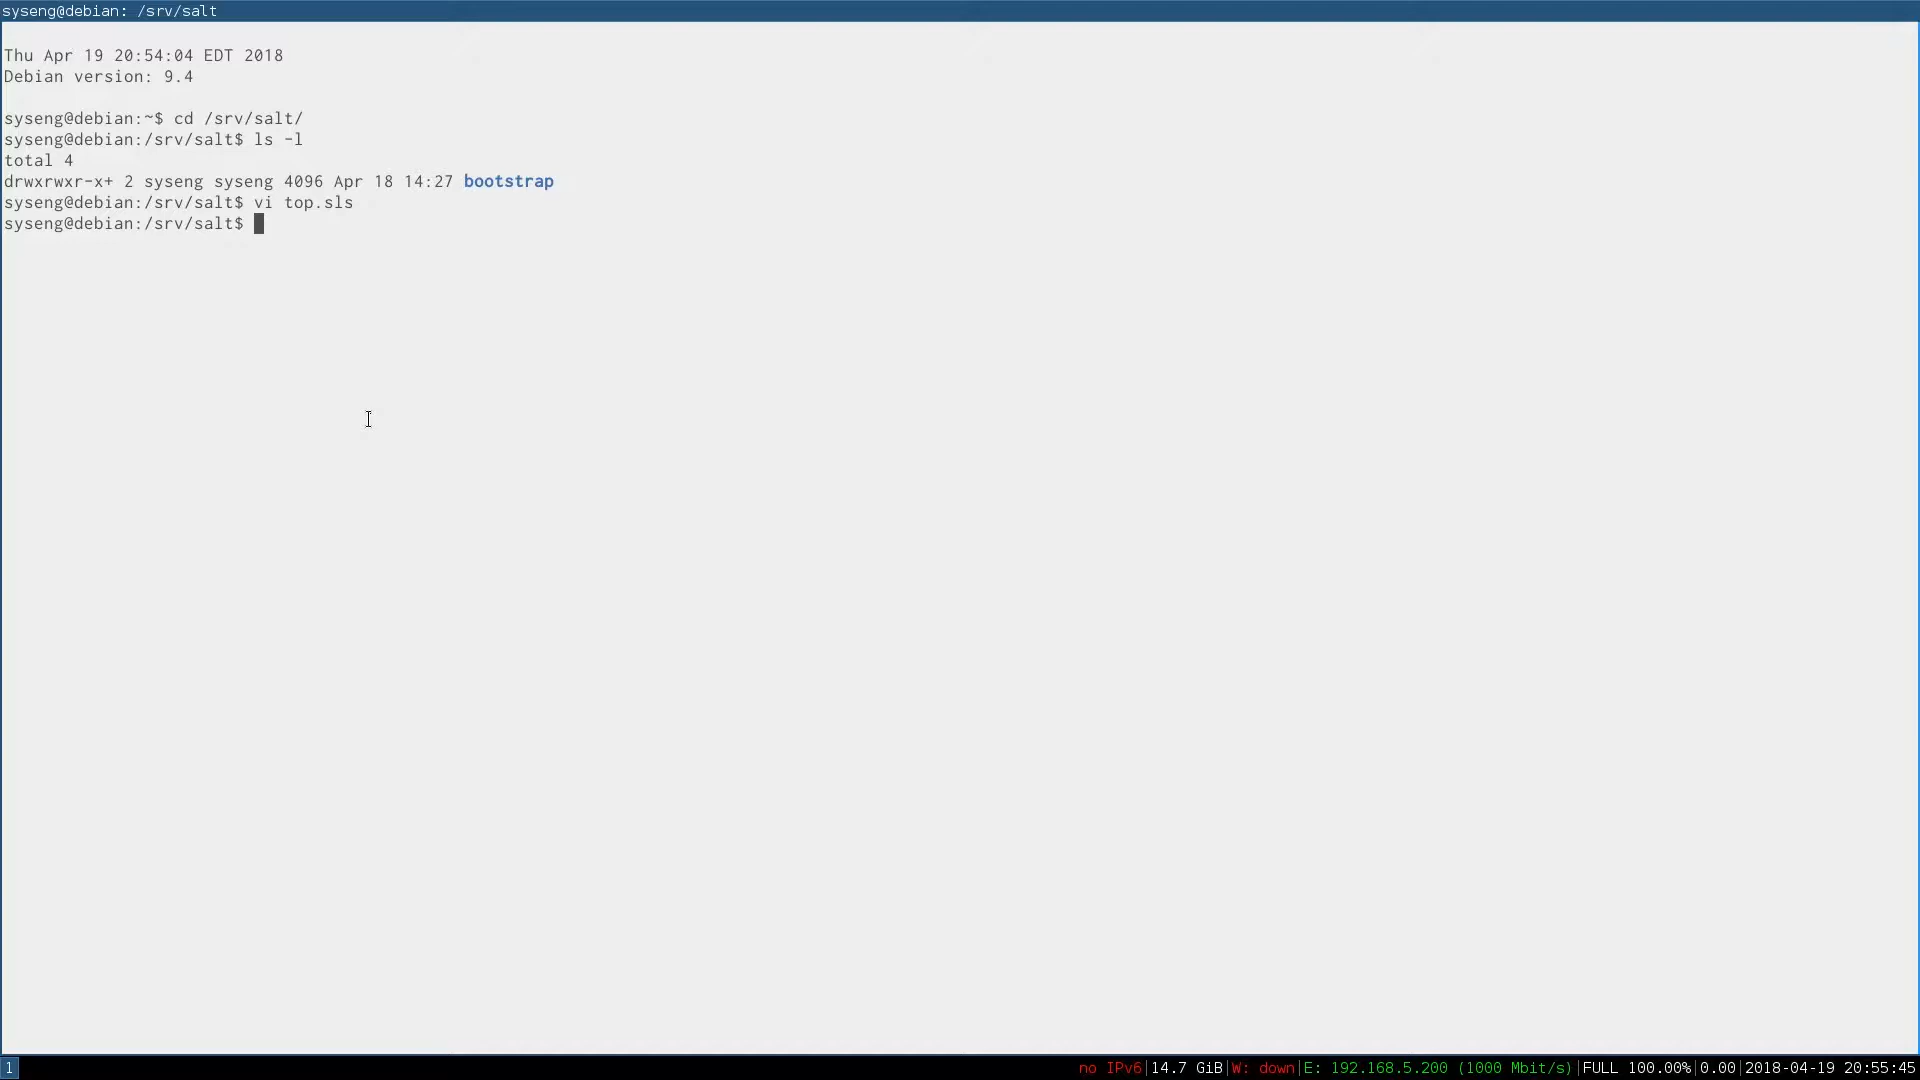 syseng@debian: /srv/salt
Thu Apr 19 20:54:04 EDT 2018
Debian version: 9.4
syseng@debian:~$ cd /srv/salt/
syseng@debian:/srv/salt$ ls -l
total 4
drwxrwxr-x+ 2 syseng syseng 4096 Apr 18 14:27 bootstrap
syseng@debian:/srv/salt$ vi top.sls
syseng@debian:/srv/salt$
1 no IPv6|14.7 GiB|W: down|E: 192.168.5.200 (1000 Mbit/s)|FULL 100.00%|0.00|2018-04-19 20:55:45